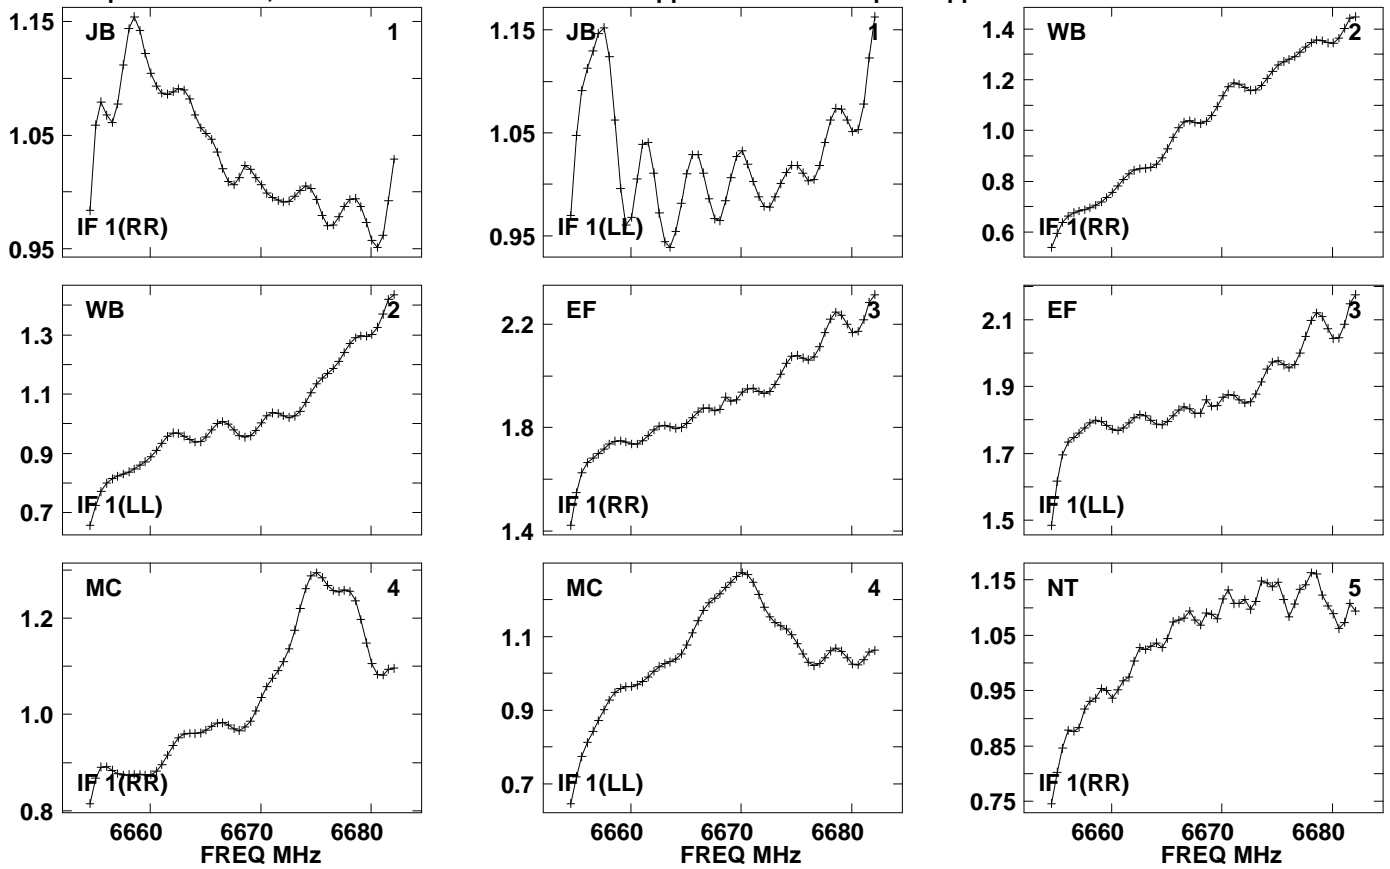 JB 1
1.15
1.05
0.95
IF 1(RR)
JB 1
1.15
1.05
0.95
IF 1(LL)
WB 2
1.4
1.2
1.0
0.8
0.6
IF 1(RR)
WB 2
1.3
1.1
0.9
0.7
IF 1(LL)
EF 3
2.2
1.8
1.4
IF 1(RR)
EF 3
2.1
1.9
1.7
1.5
IF 1(LL)
MC 4
1.2
1.0
0.8
IF 1(RR)
6660 6670 6680
FREQ MHz
MC 4
1.1
0.9
0.7
IF 1(LL)
6660 6670 6680
FREQ MHz
NT 5
1.15
1.05
0.95
0.85
0.75
IF 1(RR)
6660 6670 6680
FREQ MHz